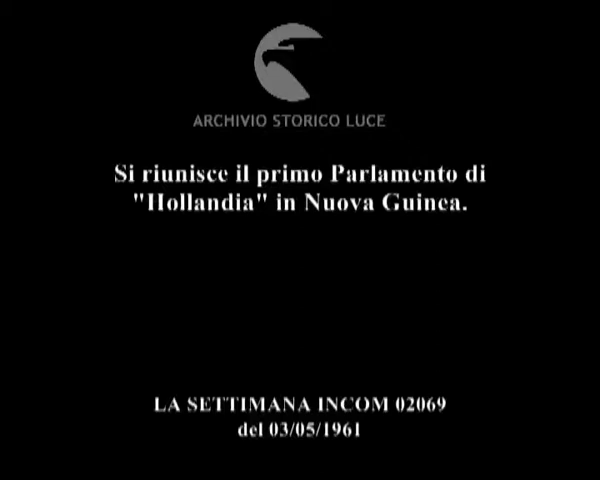 ARCHIVIO STORICO LUCE
Si riunisce il primo Parlamento di
"Hollandia" in Nuova Guinea.
LA SETTIMANA INCOM 02069
del 03/05/1961